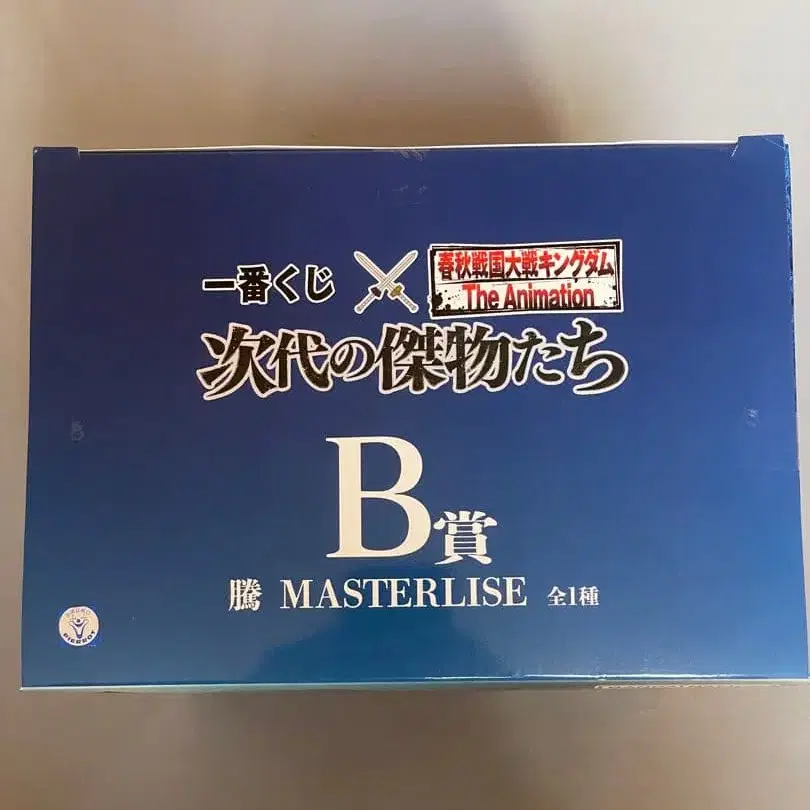 一番くじ
春秋戦国大戦キングダム
The Animation
次代の傑物たち
B賞
騰 MASTERLISE 全1種
PIERROT